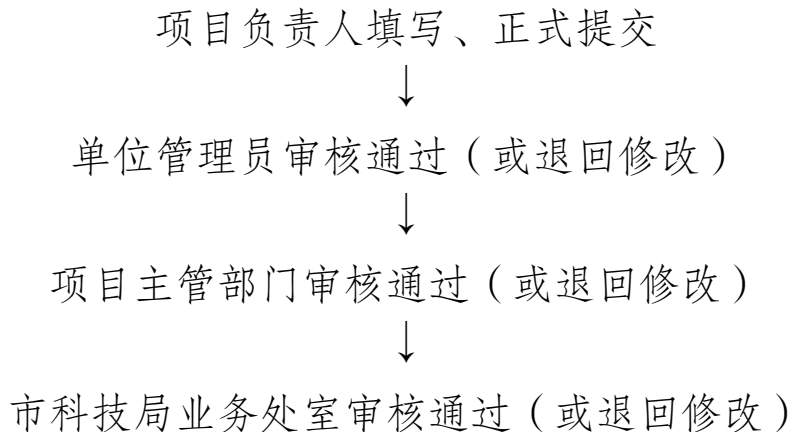 项目负责人填写、正式提交
↓
单位管理员审核通过（或退回修改）
↓
项目主管部门审核通过（或退回修改）
↓
市科技局业务处室审核通过（或退回修改）